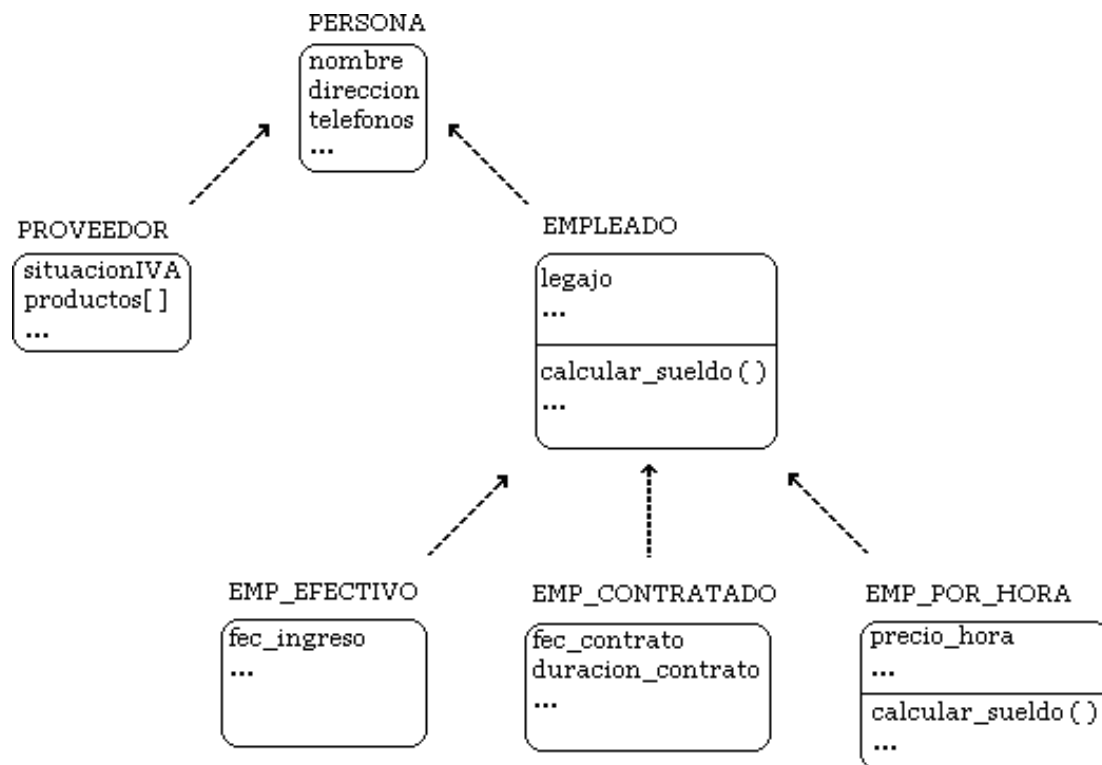 PERSONA
nombre
direccion
telefonos
...
PROVEEDOR
situacionIVA
productos[ ]
...
EMPLEADO
legajo
...
calcular_sueldo ( )
...
EMP_EFECTIVO
fec_ingreso
...
EMP_CONTRATADO
fec_contrato
duracion_contrato
...
EMP_POR_HORA
precio_hora
...
calcular_sueldo ( )
...